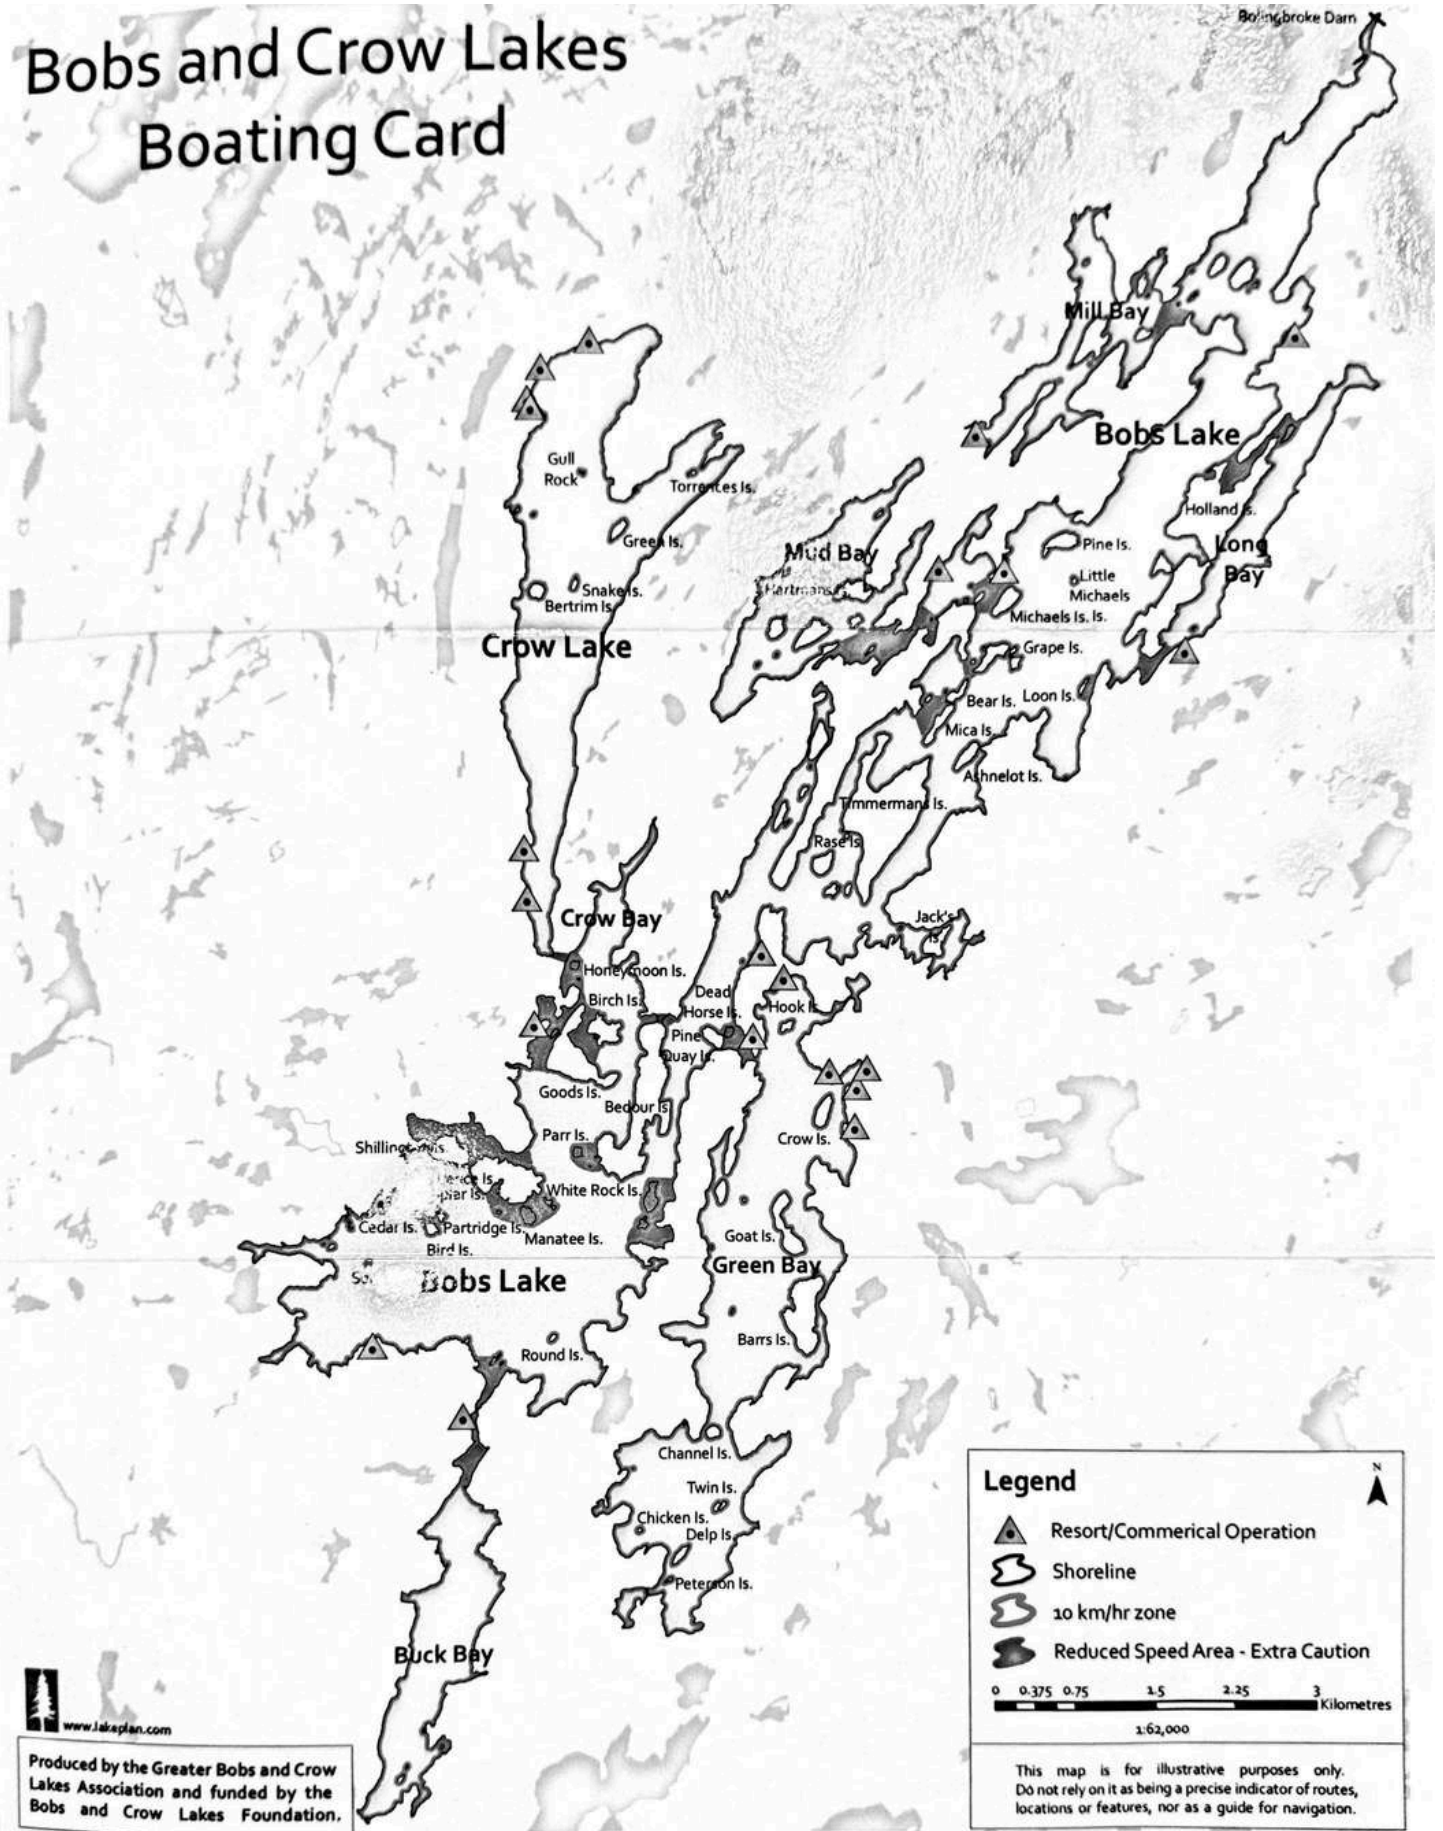 Bolingbroke Dam
Bobs and Crow Lakes
Boating Card
Mill Bay
Bobs Lake
Gull
Rock
Torrentes Is.
Holland Is.
Green Is.
Mud Bay
Pine Is.
Long
Bay
Little
Michaels
Snake Is.
Bertrim Is.
Michaels Is. Is.
Crow Lake
Grape Is.
Bear Is.
Loon Is.
Mica Is.
Ashnelot Is.
Timmermans Is.
Rase Is.
Crow Bay
Jack's
Is.
Honeymoon Is.
Birch Is.
Dead
Horse Is.
Hook Is.
Pine
Quay Is.
Goods Is.
Bedour Is.
Parr Is.
Crow Is.
White Rock Is.
Cedar Is.
Partridge Is.
Manatee Is.
Bird Is.
Goat Is.
Green Bay
Bobs Lake
Barrs Is.
Round Is.
Channel Is.
Twin Is.
Chicken Is.
Delp Is.
Peterson Is.
Buck Bay
Legend
N
Resort/Commerical Operation
Shoreline
10 km/hr zone
Reduced Speed Area - Extra Caution
0 0.375 0.75 1.5 2.25 3
Kilometres
1:62,000
This map is for illustrative purposes only.
Do not rely on it as being a precise indicator of routes,
locations or features, nor as a guide for navigation.
www.lakeplan.com
Produced by the Greater Bobs and Crow
Lakes Association and funded by the
Bobs and Crow Lakes Foundation.